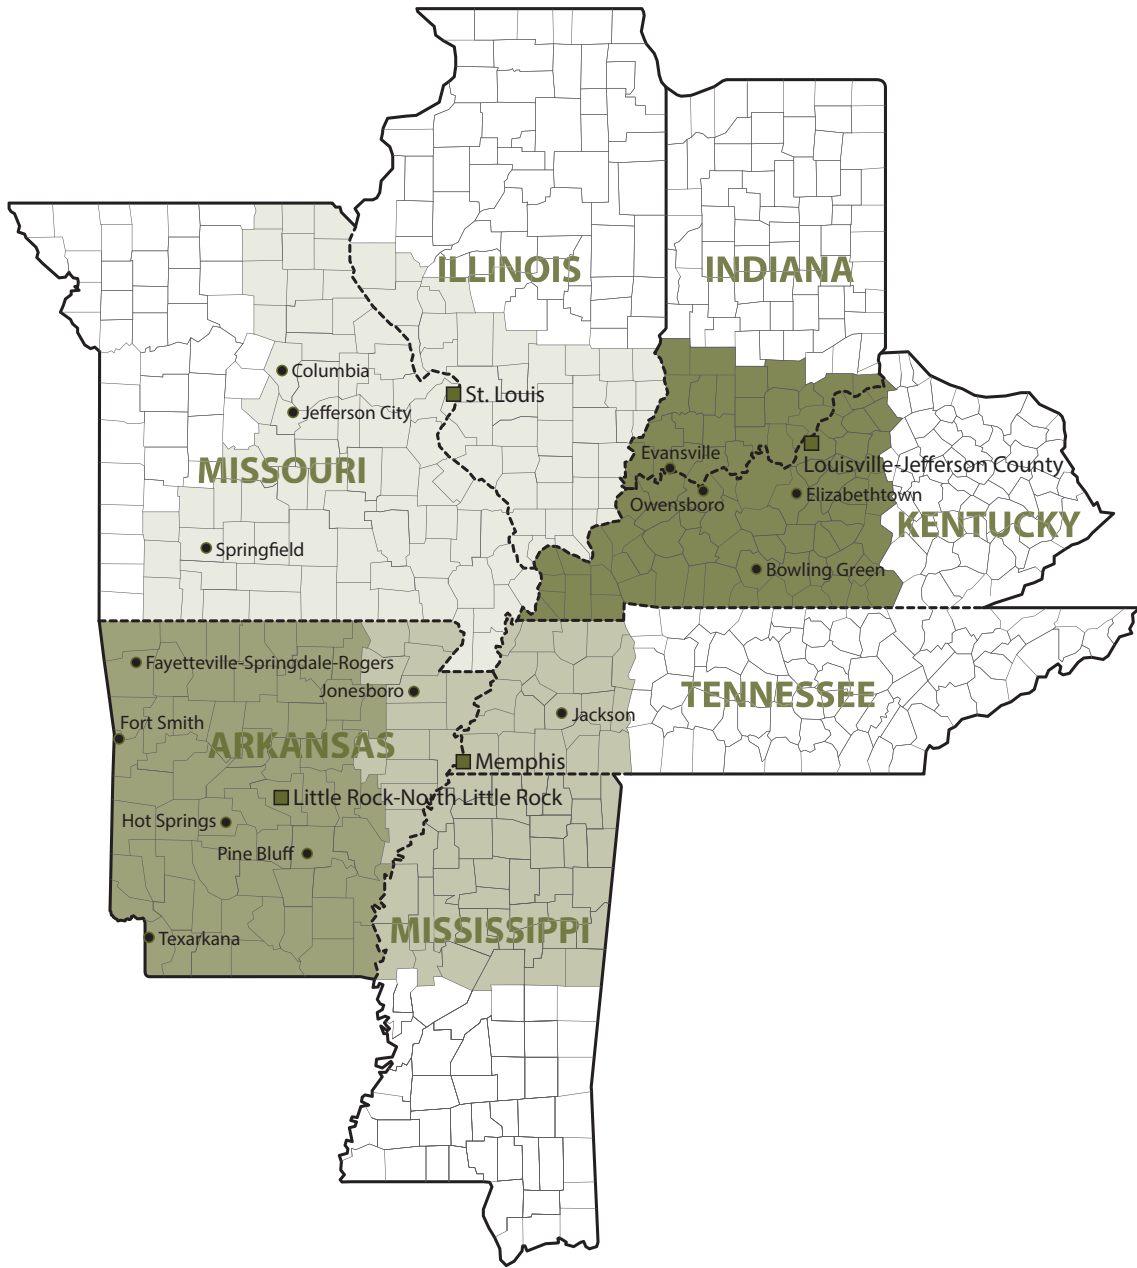 ILLINOIS
INDIANA
Columbia
St. Louis
Jefferson City
Evansville
Louisville-Jefferson County
MISSOURI
Elizabethtown
Owensboro
KENTUCKY
Springfield
Bowling Green
Fayetteville-Springdale-Rogers
Jonesboro
TENNESSEE
Jackson
Fort Smith
ARKANSAS
Memphis
Little Rock-North Little Rock
Hot Springs
Pine Bluff
MISSISSIPPI
Texarkana